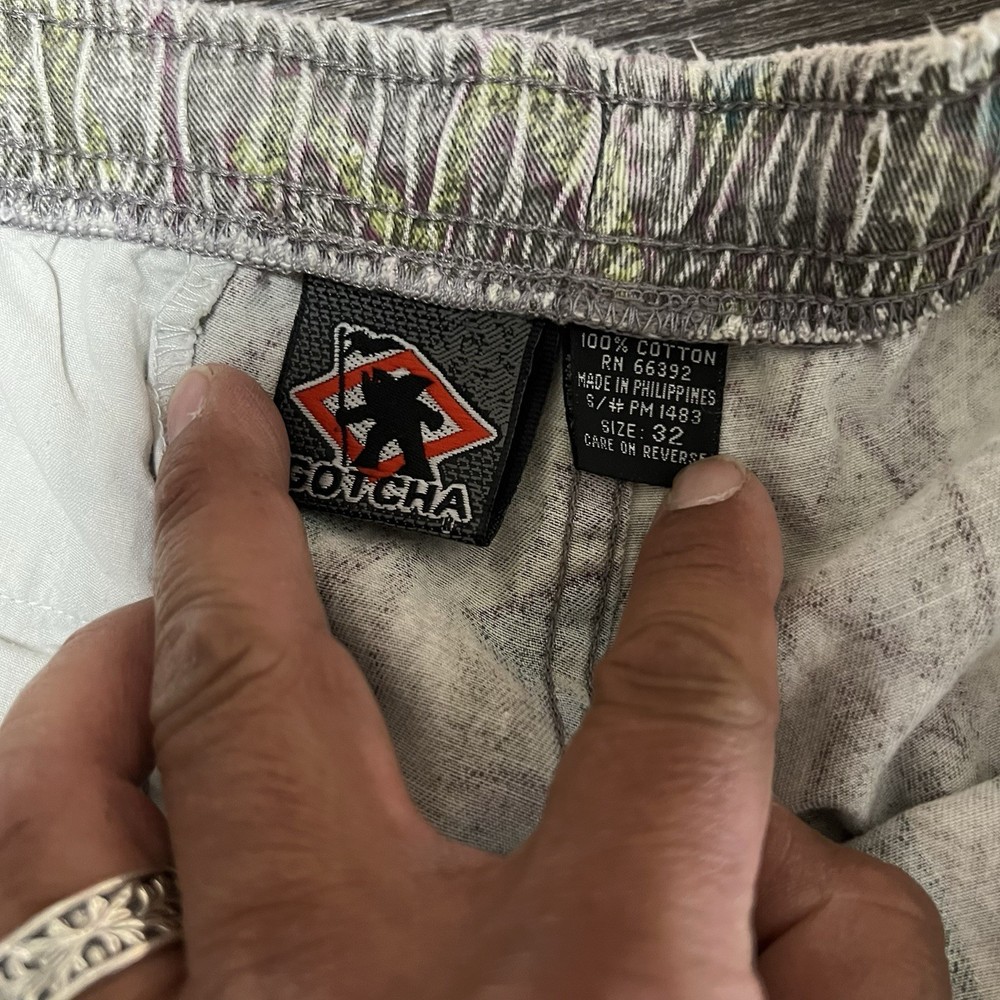 GOTCHA
100% COTTON
RN 66392
MADE IN PHILIPPINES
S/# PM 1483
SIZE: 32
CARE ON REVERSE